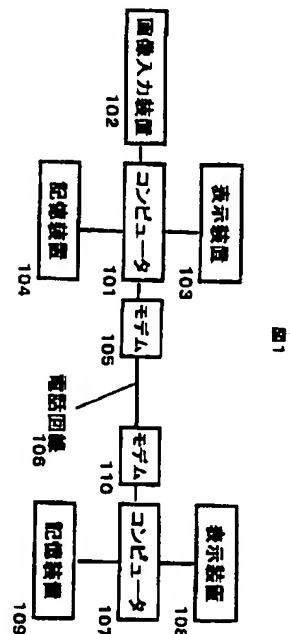 図1
画像入力装置
102
コンピュータ
101
表示装置
103
記憶装置
104
モデム
105
電話回線
106
モデム
110
コンピュータ
107
表示装置
108
記憶装置
109